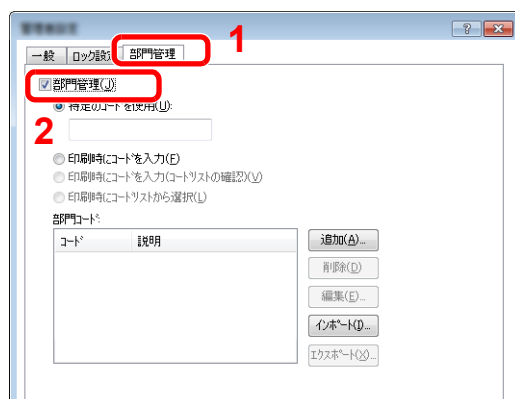 1
一般 ロック設定 部門管理
部門管理(J)
特定のコードを使用(U):
2
印刷時にコードを入力(F)
印刷時にコードを入力(コードリストの確認)(V)
印刷時にコードリストから選択(L)
部門コード:
コード 説明
追加(A)...
削除(D)
編集(E)...
インポート(I)...
エクスポート(X)...